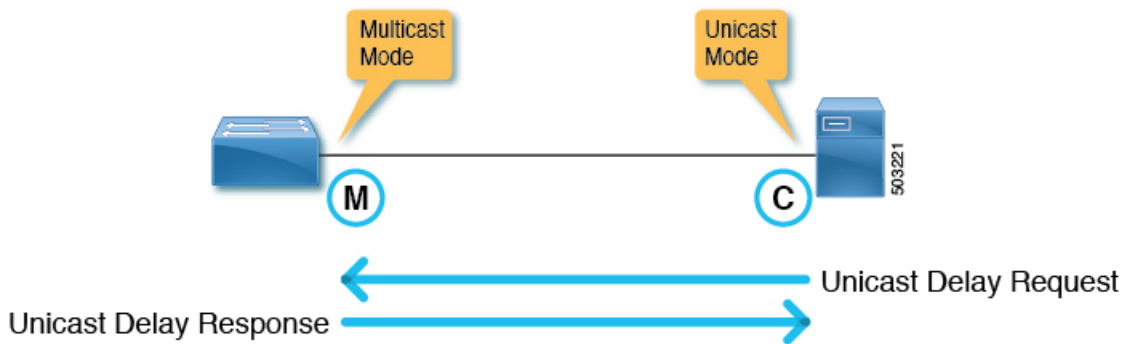 Multicast
Mode
Unicast
Mode
503221
M
C
Unicast Delay Request
Unicast Delay Response